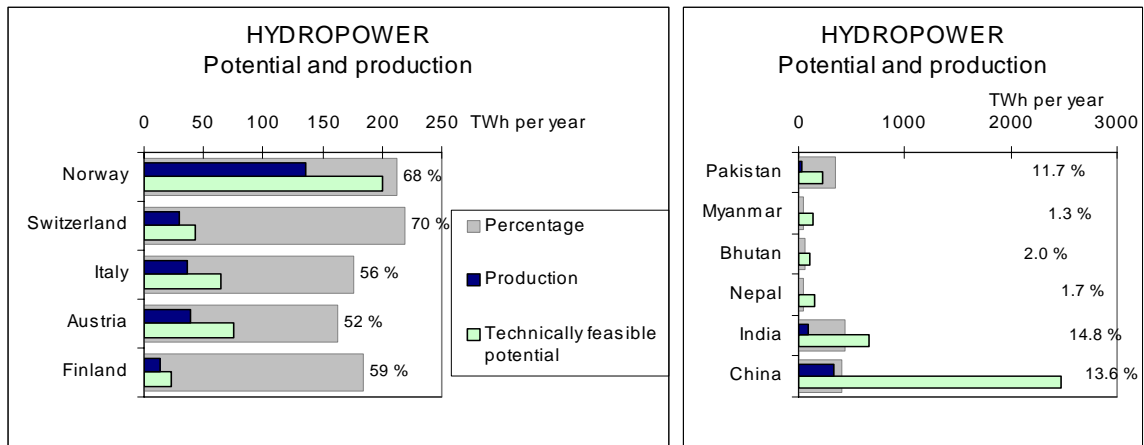 HYDROPOWER
Potential and production
0 50 100 150 200 250 TWh per year
Norway 68 %
Switzerland 70 %
Italy 56 %
Austria 52 %
Finland 59 %
Percentage
Production
Technically feasible
potential
HYDROPOWER
Potential and production
TWh per year
0 1000 2000 3000
Pakistan 11.7 %
Myanmar 1.3 %
Bhutan 2.0 %
Nepal 1.7 %
India 14.8 %
China 13.6 %